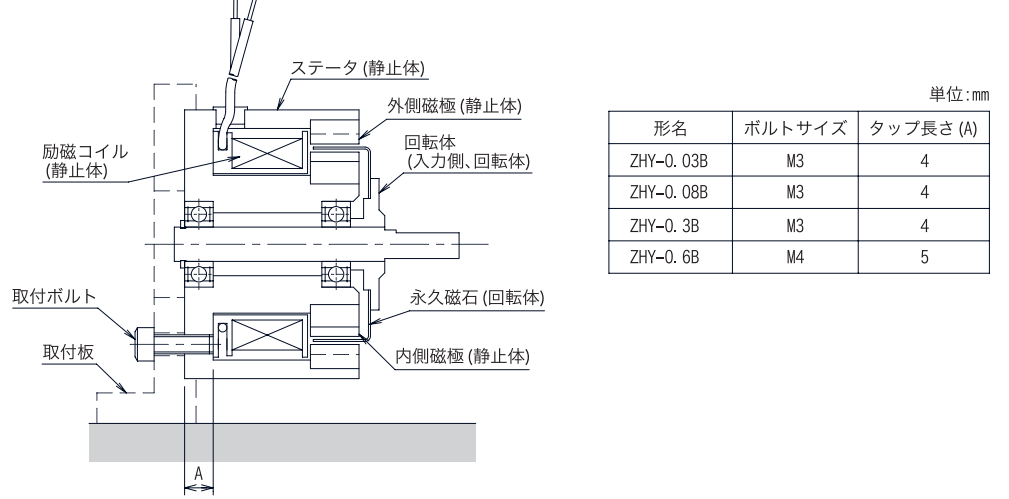 ステータ(静止体)
外側磁極(静止体)
励磁コイル
(静止体)
回転体
(入力側、回転体)
取付ボルト
永久磁石(回転体)
取付板
内側磁極(静止体)
A
単位:mm
形名 ボルトサイズ タップ長さ(A)
ZHY-0.03B M3 4
ZHY-0.08B M3 4
ZHY-0.3B M3 4
ZHY-0.6B M4 5